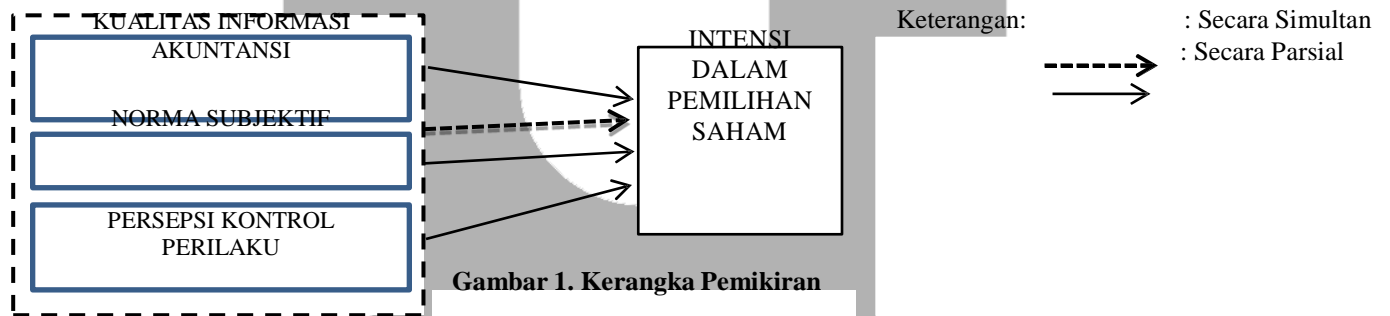 KUALITAS INFORMASI
AKUNTANSI
NORMA SUBJEKTIF
PERSEPSI KONTROL
PERILAKU
INTENSI
DALAM
PEMILIHAN
SAHAM
Keterangan: : Secara Simultan
: Secara Parsial
Gambar 1. Kerangka Pemikiran